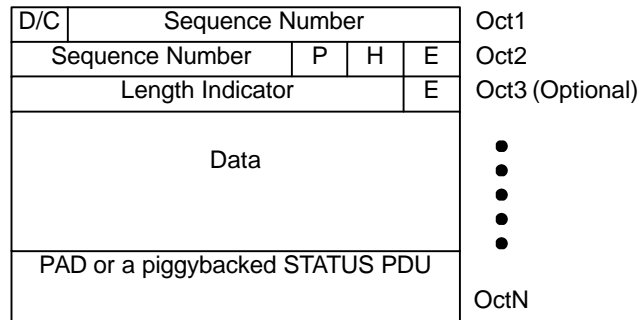 D/C Sequence Number Oct1
Sequence Number P H E Oct2
Length Indicator E Oct3 (Optional)
Data
PAD or a piggybacked STATUS PDU
OctN